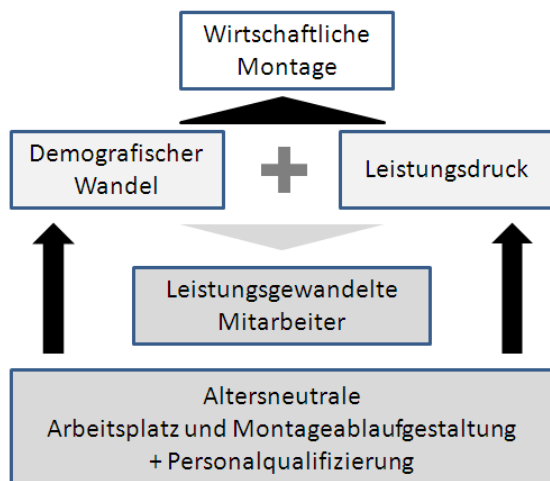 Wirtschaftliche
Montage
Demografischer
Wandel
+
Leistungsdruck
Leistungsgewandelte
Mitarbeiter
Altersneutrale
Arbeitsplatz und Montageablaufgestaltung
+ Personalqualifizierung